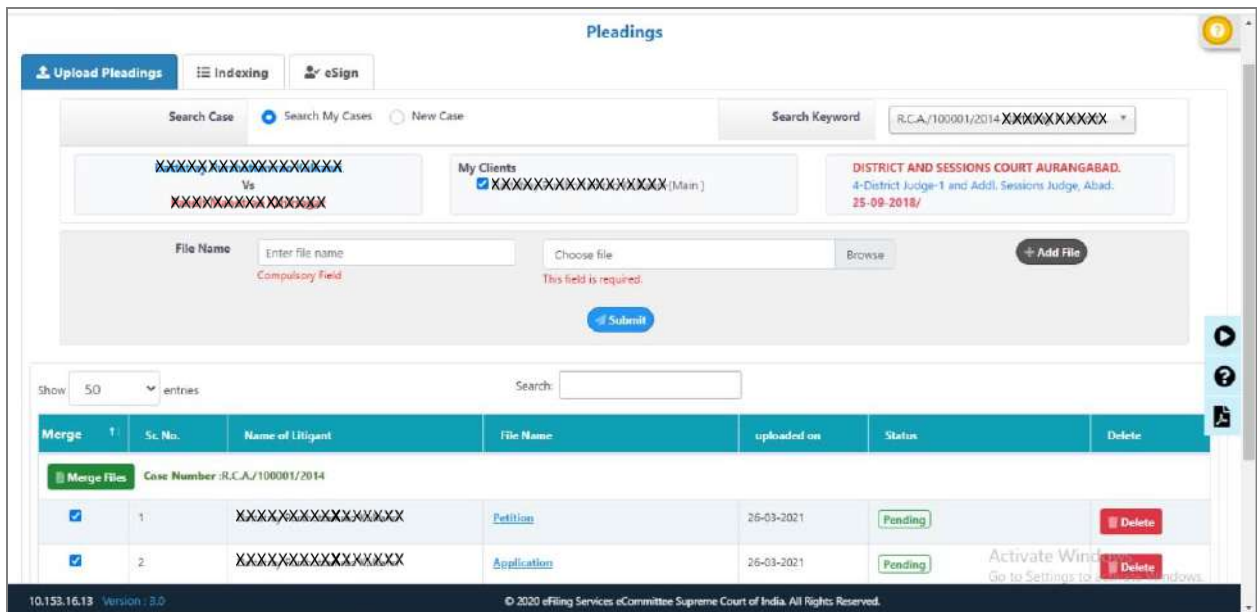 Pleadings
Upload Pleadings Indexing eSign
Search Case Search My Cases New Case Search Keyword R.C.A./100001/2014 XXXXXXXXXX
XXXXXXXXXXXXXXXXXX
Vs
XXXXXXXXXXXXXXX
My Clients
XXXXXXXXXXXXXXXXX [Main ]
DISTRICT AND SESSIONS COURT AURANGABAD.
4-District Judge-1 and Addl. Sessions Judge, Abad.
25-09-2018/
File Name Enter file name Choose file Browse + Add File
Compulsory Field This field is required.
Submit
Show 50 entries Search:
Merge Sr. No. Name of Litigant File Name uploaded on Status Delete
Merge Files Case Number :R.C.A./100001/2014
1 XXXXXXXXXXXXXXXX Petition 26-03-2021 Pending Delete
2 XXXXXXXXXXXXXXXX Application 26-03-2021 Pending Delete
Activate Windows
Go to Settings to activate Windows.
10.153.16.13 Version : 3.0 © 2020 eFiling Services eCommittee Supreme Court of India. All Rights Reserved.